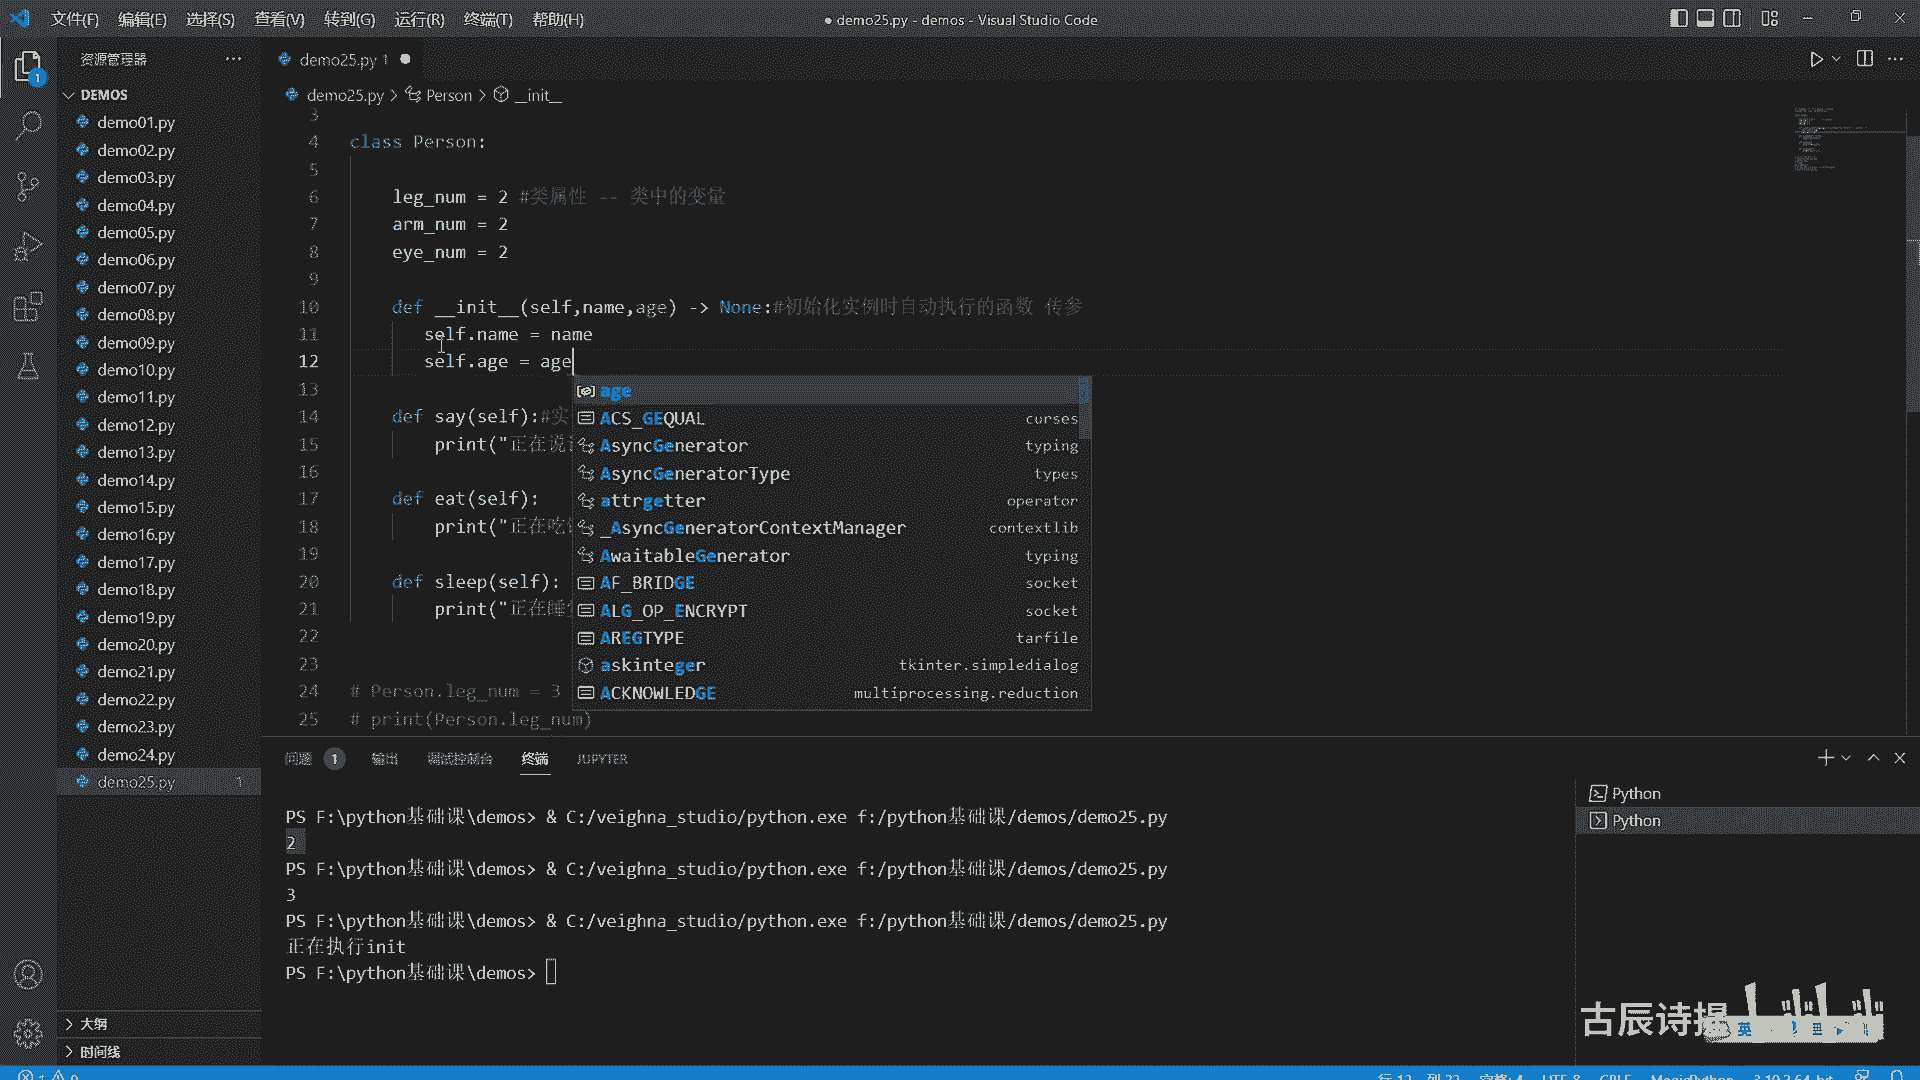 文件(F) 编辑(E) 选择(S) 查看(V) 转到(G) 运行(R) 终端(T) 帮助(H)
● demo25.py - demos - Visual Studio Code
资源管理器 ···
DEMOS
demo01.py
demo02.py
demo03.py
demo04.py
demo05.py
demo06.py
demo07.py
demo08.py
demo09.py
demo10.py
demo11.py
demo12.py
demo13.py
demo14.py
demo15.py
demo16.py
demo17.py
demo18.py
demo19.py
demo20.py
demo21.py
demo22.py
demo23.py
demo24.py
demo25.py 1
大纲
时间线
1
demo25.py 1 ●
demo25.py > Person > __init__
3
4 class Person:
5
6 leg_num = 2 #类属性 -- 类中的变量
7 arm_num = 2
8 eye_num = 2
9
10 def __init__(self,name,age) -> None:#初始化实例时自动执行的函数 传参
11 self.name = name
12 self.age = age
13
14 def say(self):#实
15 print("正在说
16
17 def eat(self):
18 print("正在吃
19
20 def sleep(self):
21 print("正在睡
22
23
24 # Person.leg_num = 3
25 # print(Person.leg_num)
age
ACS_GEQUAL curses
AsyncGenerator typing
AsyncGeneratorType types
attrgetter operator
_AsyncGeneratorContextManager contextlib
AwaitableGenerator typing
AF_BRIDGE socket
ALG_OP_ENCRYPT socket
AREGTYPE tarfile
askinteger tkinter.simpledialog
ACKNOWLEDGE multiprocessing.reduction
问题 1 输出 调试控制台 终端 JUPYTER
PS F:\python基础课\demos> & C:/veighna_studio/python.exe f:/python基础课/demos/demo25.py
2
PS F:\python基础课\demos> & C:/veighna_studio/python.exe f:/python基础课/demos/demo25.py
3
PS F:\python基础课\demos> & C:/veighna_studio/python.exe f:/python基础课/demos/demo25.py
正在执行init
PS F:\python基础课\demos>
Python
Python
古辰诗提
英